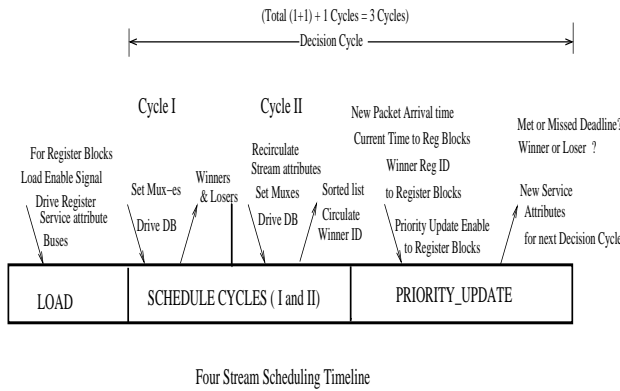 (Total (1+1) + 1 Cycles = 3 Cycles)
Decision Cycle
Cycle I
Cycle II
For Register Blocks
Load Enable Signal
Drive Register
Service attribute
Buses
Set Mux-es
Drive DB
Winners
& Losers
Recirculate
Stream attributes
Set Muxes
Drive DB
Sorted list
Circulate
Winner ID
New Packet Arrival time
Current Time to Reg Blocks
Winner Reg ID
to Register Blocks
Priority Update Enable
to Register Blocks
Met or Missed Deadline?
Winner or Loser ?
New Service
Attributes
for next Decision Cycle
LOAD
SCHEDULE CYCLES ( I and II)
PRIORITY_UPDATE
Four Stream Scheduling Timeline